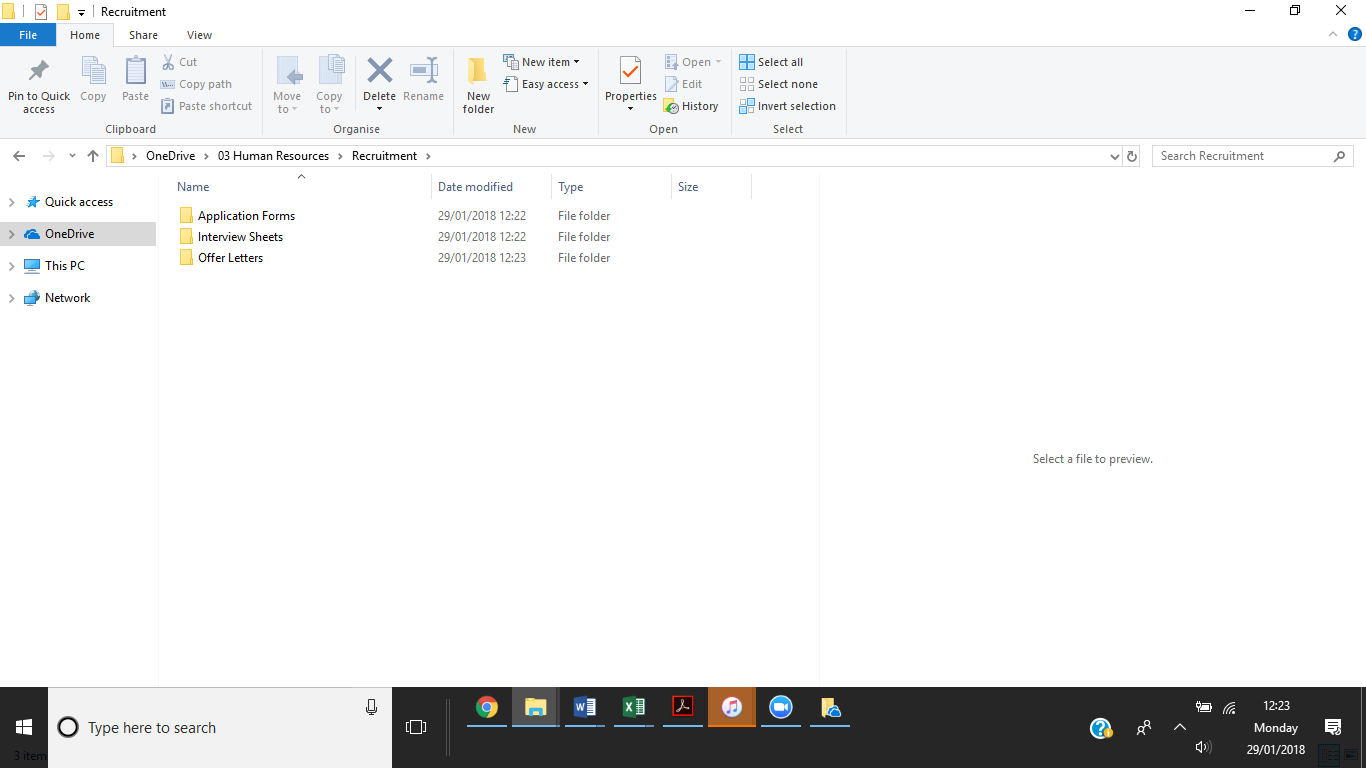 Recruitment
File Home Share View
Pin to Quick access
Copy
Paste
Cut
Copy path
Paste shortcut
Clipboard
Move to
Copy to
Delete
Rename
Organise
New folder
New item
Easy access
New
Properties
Open
Edit
History
Open
Select all
Select none
Invert selection
Select
OneDrive 03 Human Resources Recruitment
Search Recruitment
Quick access
OneDrive
This PC
Network
Name Date modified Type Size
Application Forms 29/01/2018 12:22 File folder
Interview Sheets 29/01/2018 12:22 File folder
Offer Letters 29/01/2018 12:23 File folder
Select a file to preview.
Type here to search
3 item
12:23
Monday
29/01/2018